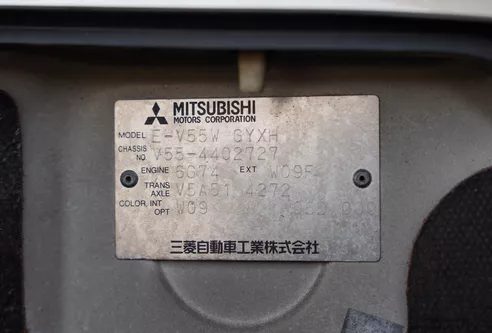 MITSUBISHI
MOTORS CORPORATION
MODEL E-V55W GYXH
CHASSIS NO V55-4402727
ENGINE 6G74 EXT W09F
TRANS AXLE V5A51 4272
COLOR, INT OPT W09
三菱自動車工業株式会社